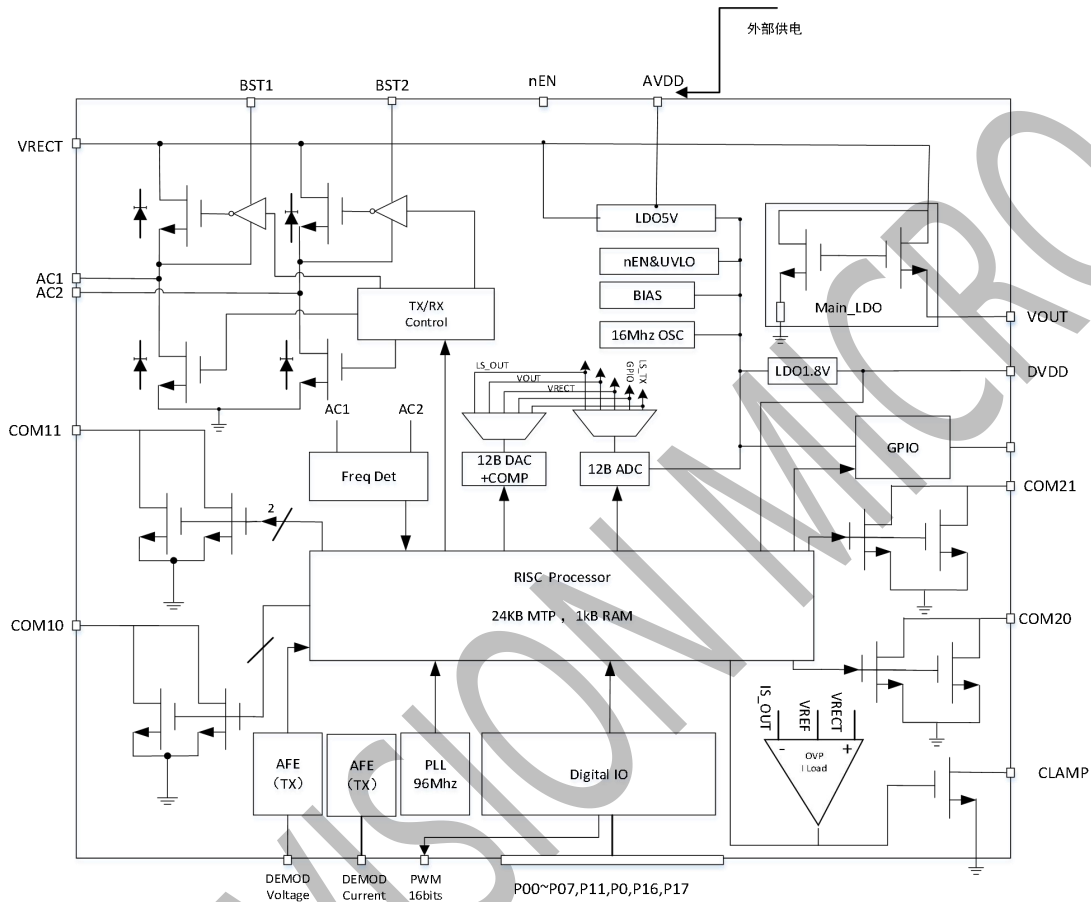 外部供电
BST1
BST2
nEN
AVDD
VRECT
LDO5V
nEN&UVLO
BIAS
16Mhz OSC
Main_LDO
VOUT
AC1
AC2
TX/RX
Control
LS_OUT
VOUT
VRECT
GPIO
LS_TX
LDO1.8V
DVDD
COM11
AC1
AC2
Freq Det
12B DAC
+COMP
12B ADC
GPIO
COM21
2
RISC Processor
24KB MTP ，1kB RAM
COM10
COM20
IS_OUT
VREF
VRECT
-
+
OVP
I Load
CLAMP
AFE
（TX）
AFE
（TX）
PLL
96Mhz
Digital IO
DEMOD
Voltage
DEMOD
Current
PWM
16bits
P00~P07,P11,P0,P16,P17
VISION MICRO